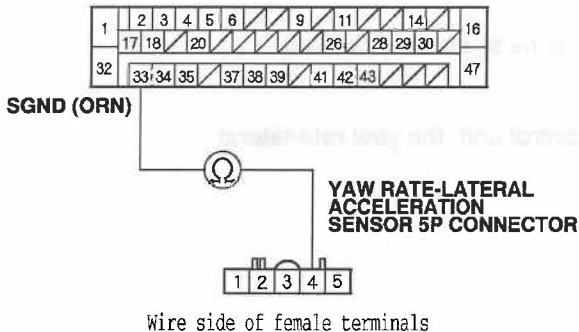 1 2 3 4 5 6 9 11 14 16
17 18 20 26 28 29 30
32 33 34 35 37 38 39 41 42 43 47
SGND (ORN)
Ω
YAW RATE-LATERAL
ACCELERATION
SENSOR 5P CONNECTOR
1 2 3 4 5
Wire side of female terminals